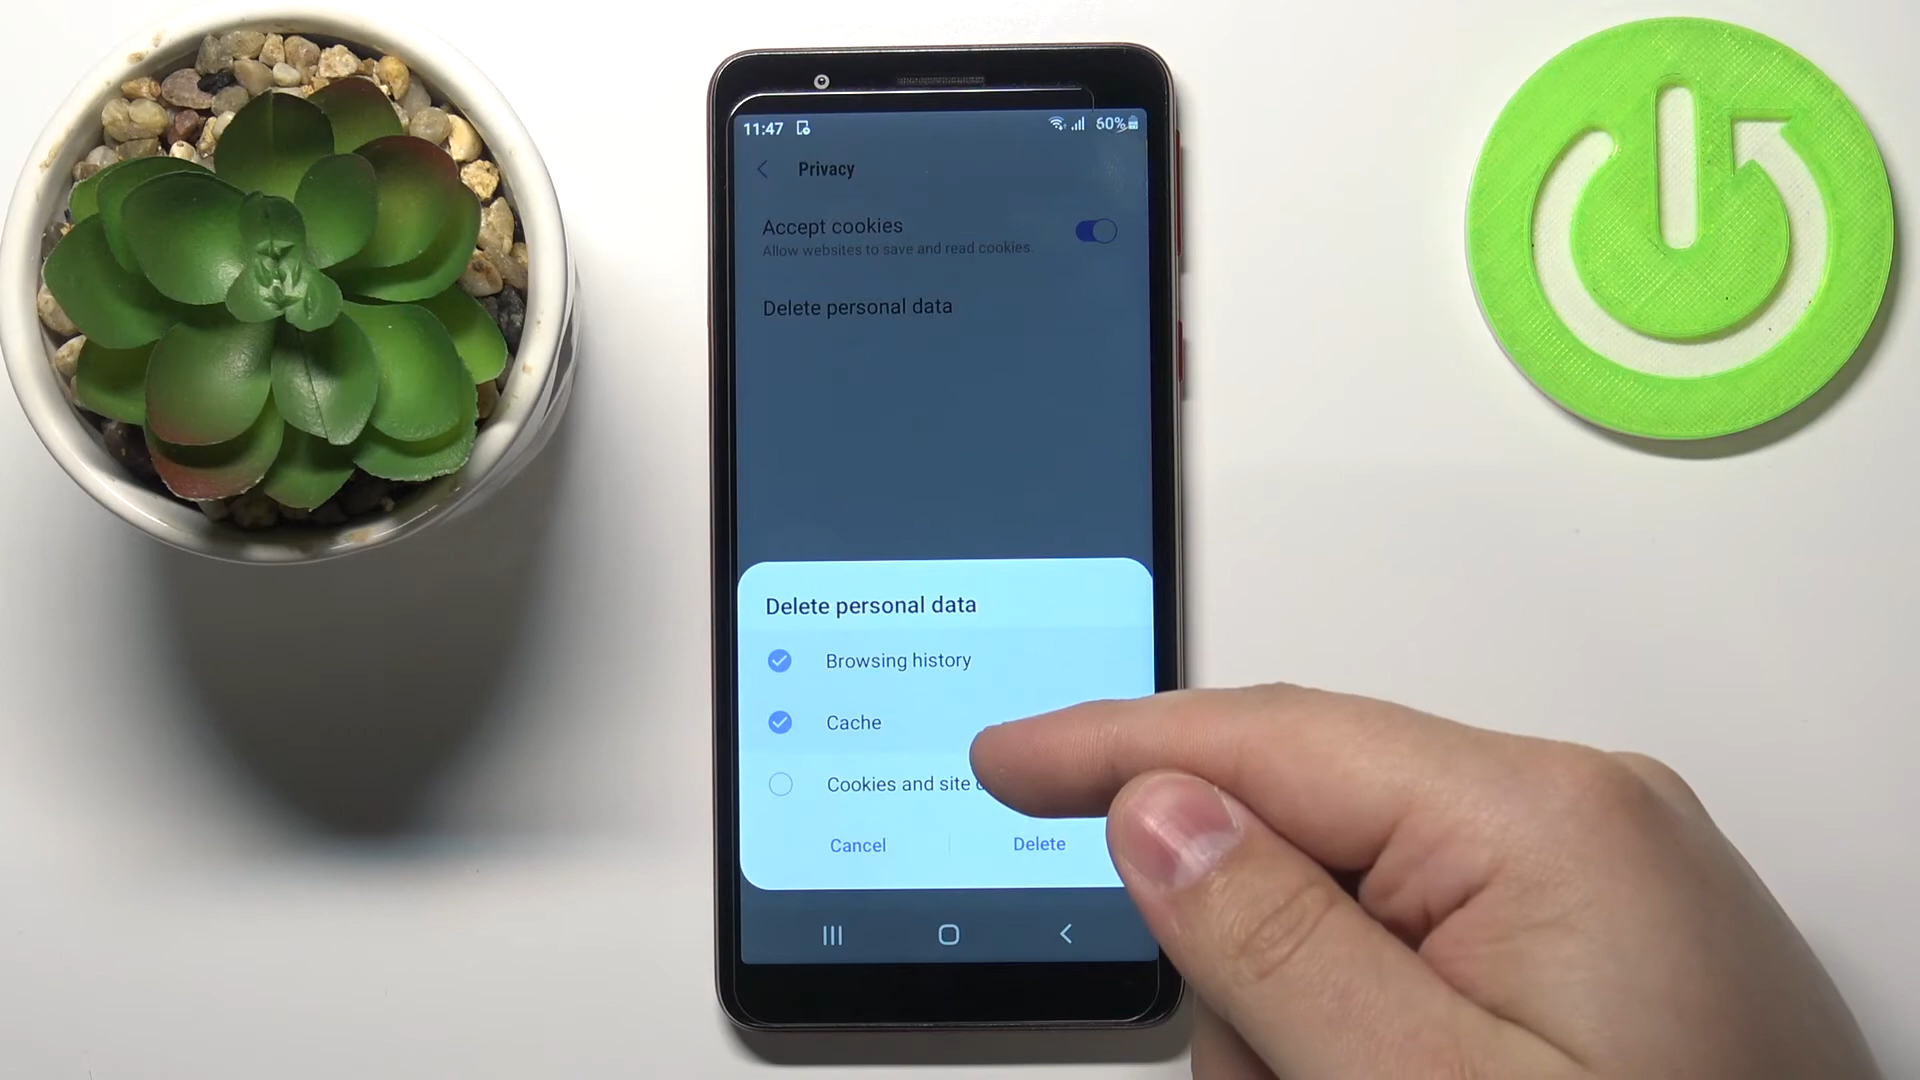 11:47
60%
Privacy
Accept cookies
Allow websites to save and read cookies.
Delete personal data
Delete personal data
Browsing history
Cache
Cookies and site
Cancel
Delete